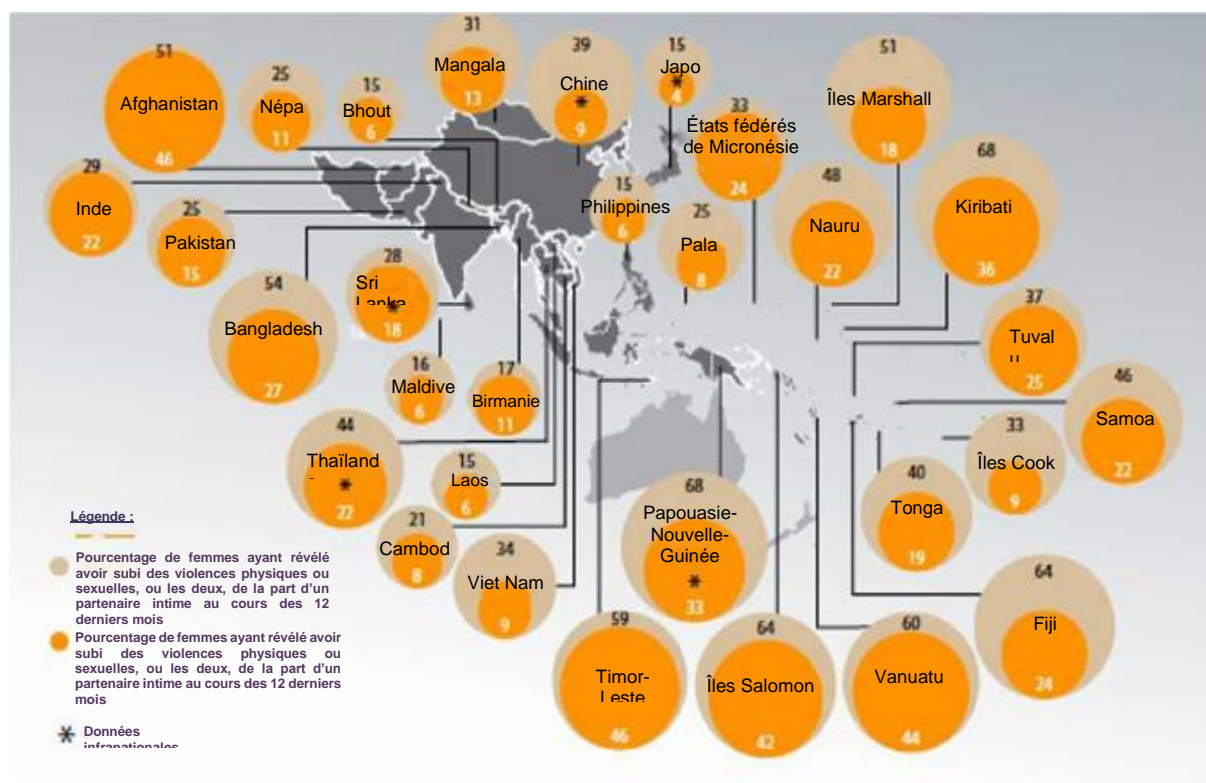 51
Afghanistan
46
25
Népa
11
15
Bhout
6
31
Mangala
13
39
Chine
*
9
15
Japo
*
4
33
États fédérés
de Micronésie
24
51
Îles Marshall
18
68
Kiribati
36
29
Inde
22
25
Pakistan
15
15
Philippines
6
25
Pala
8
48
Nauru
22
54
Bangladesh
27
28
Sri
Lanka
*
18
37
Tuval
u
25
16
Maldive
6
17
Birmanie
11
46
Samoa
22
44
Thaïland
*
22
15
Laos
6
33
Îles Cook
9
40
Tonga
19
21
Cambod
8
34
Viet Nam
9
68
Papouasie-
Nouvelle-
Guinée
*
33
64
Fiji
24
59
Timor-
Leste
46
64
Îles Salomon
42
60
Vanuatu
44
Légende :
Pourcentage de femmes ayant révélé
avoir subi des violences physiques ou
sexuelles, ou les deux, de la part d'un
partenaire intime au cours des 12
derniers mois
Pourcentage de femmes ayant révélé avoir
subi des violences physiques ou
sexuelles, ou les deux, de la part d'un
partenaire intime au cours des 12 derniers
mois
* Données
infranationales